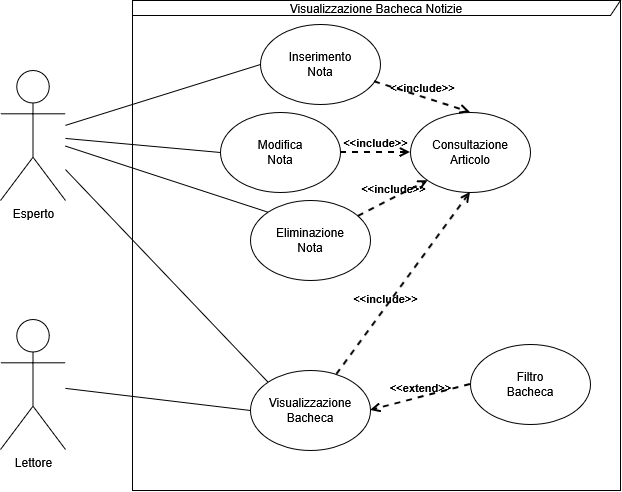 Visualizzazione Bacheca Notizie
Inserimento
Nota
<<include>>
Modifica
Nota
<<include>>
Consultazione
Articolo
<<include>>
Esperto
Eliminazione
Nota
<<include>>
Filtro
Bacheca
<<extend>>
Visualizzazione
Bacheca
Lettore